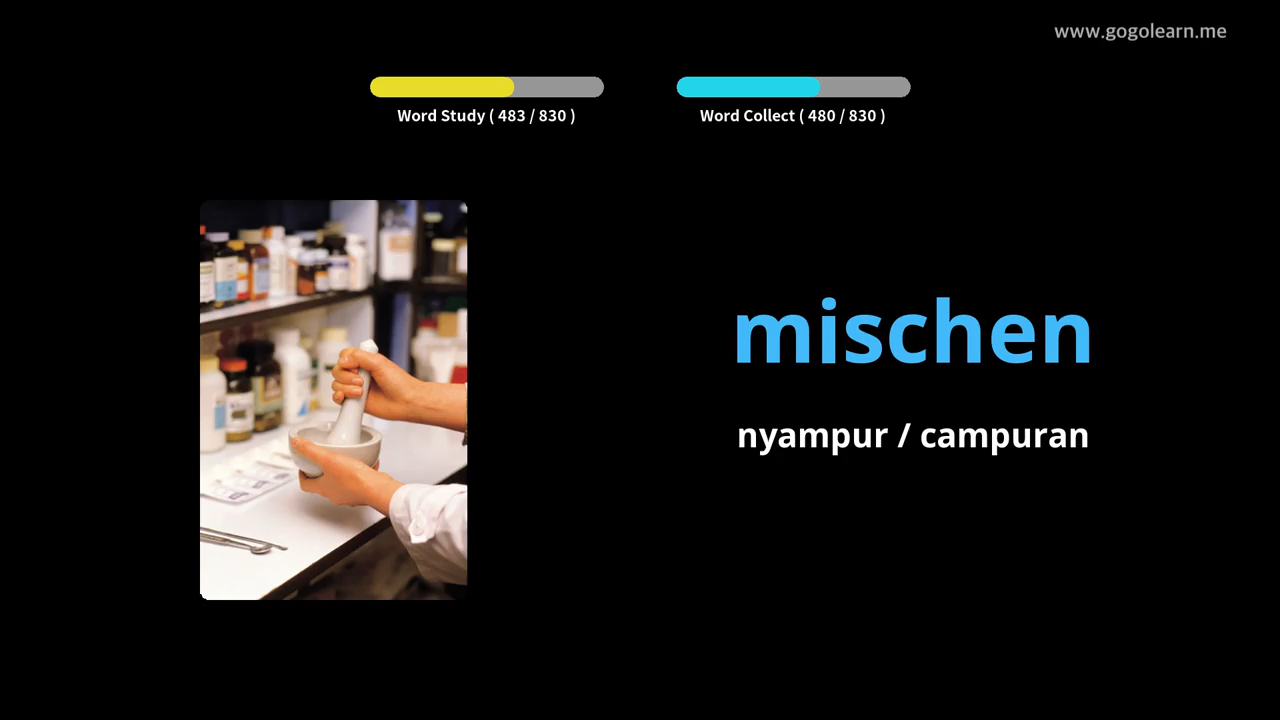 www.gogolearn.me
Word Study ( 483 / 830 )
Word Collect ( 480 / 830 )
mischen
nyampur / campuran